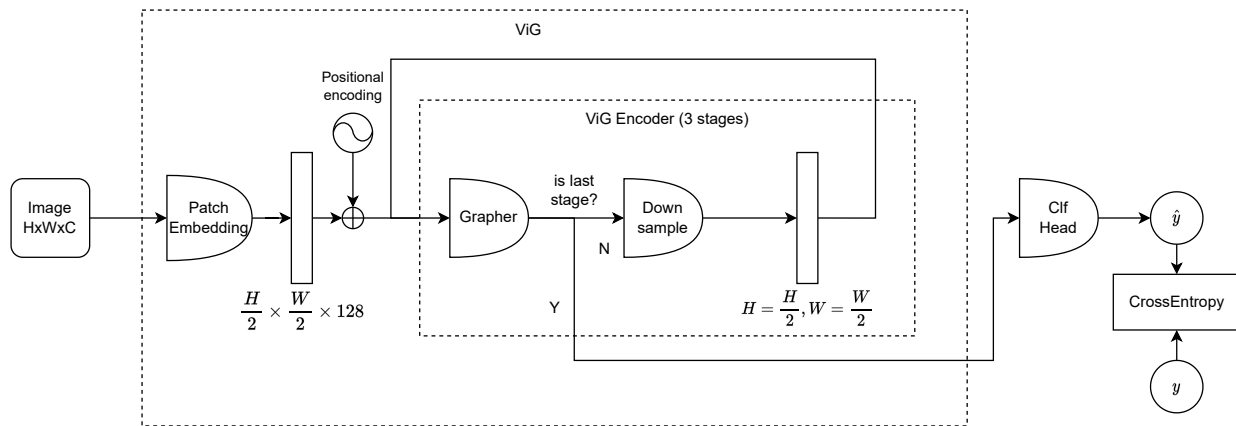 ViG
Positional
encoding
ViG Encoder (3 stages)
Image
HxWxC
Patch
Embedding
Grapher
is last
stage?
N
Y
Down
sample
Clf
Head
ŷ
CrossEntropy
y
H/2 × W/2 × 128
H = H/2, W = W/2